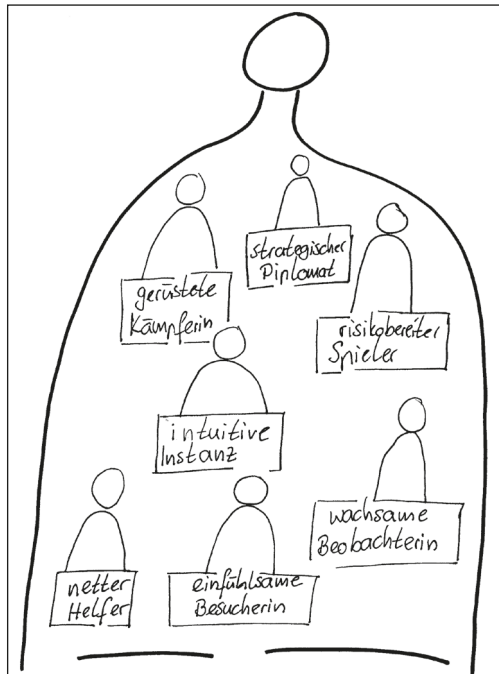 strategischer
Diplomat
gerüstete
Kämpferin
risikobereiter
Spieler
intuitive
Instanz
wachsame
Beobachterin
netter
Helfer
einfühlsame
Besucherin